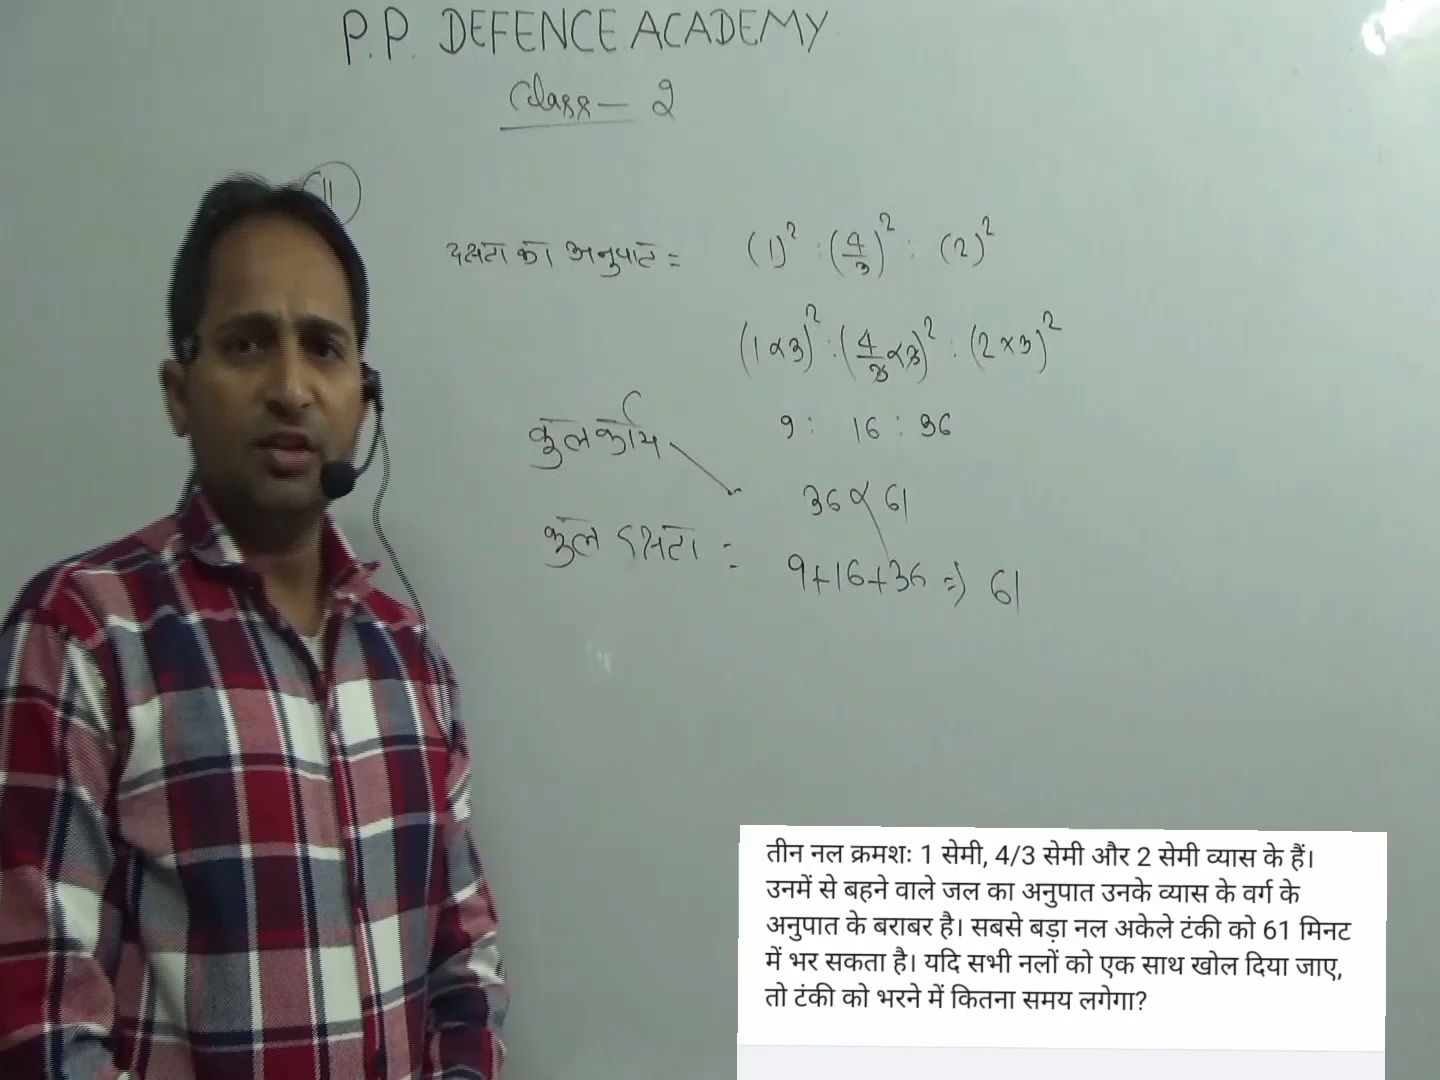 P.P. DEFENCE ACADEMY
Class - 2
11
दक्षता का अनुपात = (1)² : (4/3)² : (2)²
(1×3)² : (4/3×3)² : (2×3)²
9 : 16 : 36
कुल कार्य 36×61
कुल दक्षता = 9+16+36 => 61
तीन नल क्रमशः 1 सेमी, 4/3 सेमी और 2 सेमी व्यास के हैं।
उनमें से बहने वाले जल का अनुपात उनके व्यास के वर्ग के
अनुपात के बराबर है। सबसे बड़ा नल अकेले टंकी को 61 मिनट
में भर सकता है। यदि सभी नलों को एक साथ खोल दिया जाए,
तो टंकी को भरने में कितना समय लगेगा?